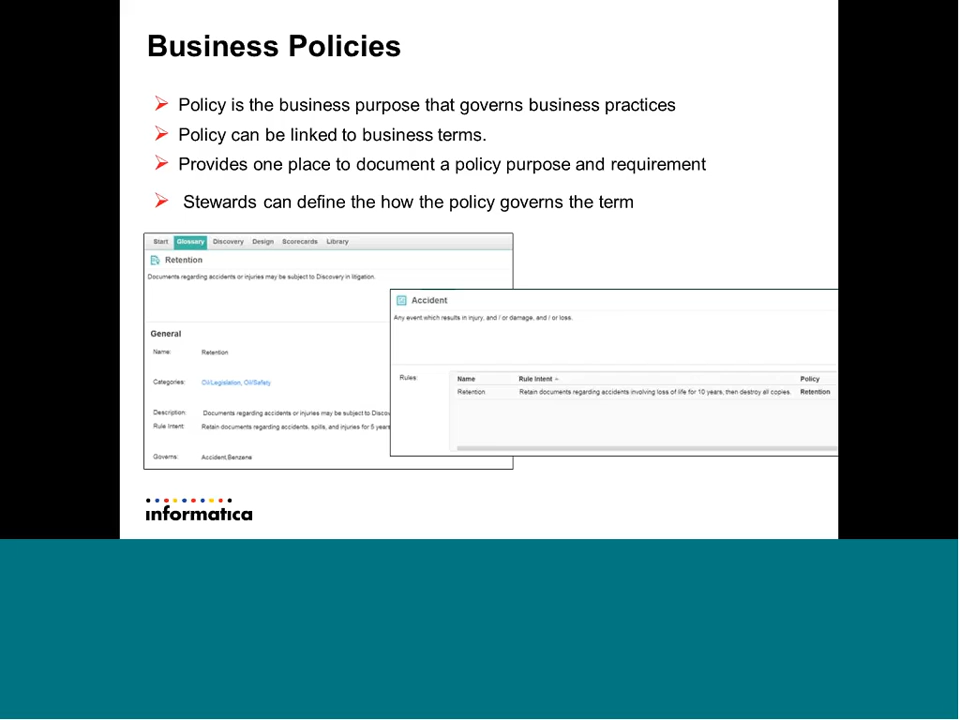 Business Policies
Policy is the business purpose that governs business practices
Policy can be linked to business terms.
Provides one place to document a policy purpose and requirement
Stewards can define the how the policy governs the term
Start Glossary Discovery Design Scorecards Library
Retention
Documents regarding accidents or injuries may be subject to Discovery in litigation.
General
Name: Retention
Categories: Oil/Legislation, Oil/Safety
Description: Documents regarding accidents or injuries may be subject to Discov
Rule Intent: Retain documents regarding accidents, spills, and injuries for 5 years
Governs: Accident,Benzene
Accident
Any event which results in injury, and / or damage, and / or loss.
Rules: Name Rule Intent Policy
Retention Retain documents regarding accidents involving loss of life for 10 years, then destroy all copies. Retention
informatica